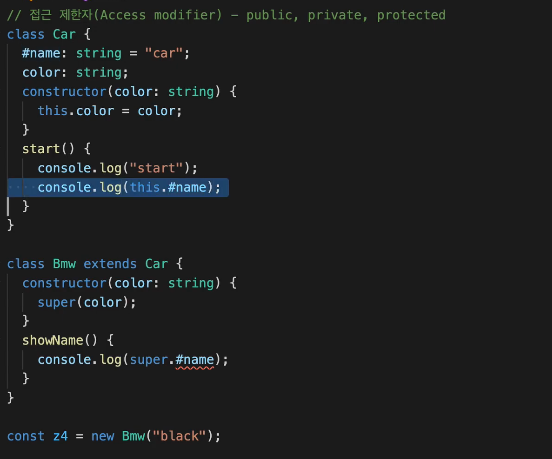 // 접근 제한자(Access modifier) – public, private, protected
class Car {
  #name: string = "car";
  color: string;
  constructor(color: string) {
    this.color = color;
  }
  start() {
    console.log("start");
    console.log(this.#name);
  }
}

class Bmw extends Car {
  constructor(color: string) {
    super(color);
  }
  showName() {
    console.log(super.#name);
  }
}

const z4 = new Bmw("black");